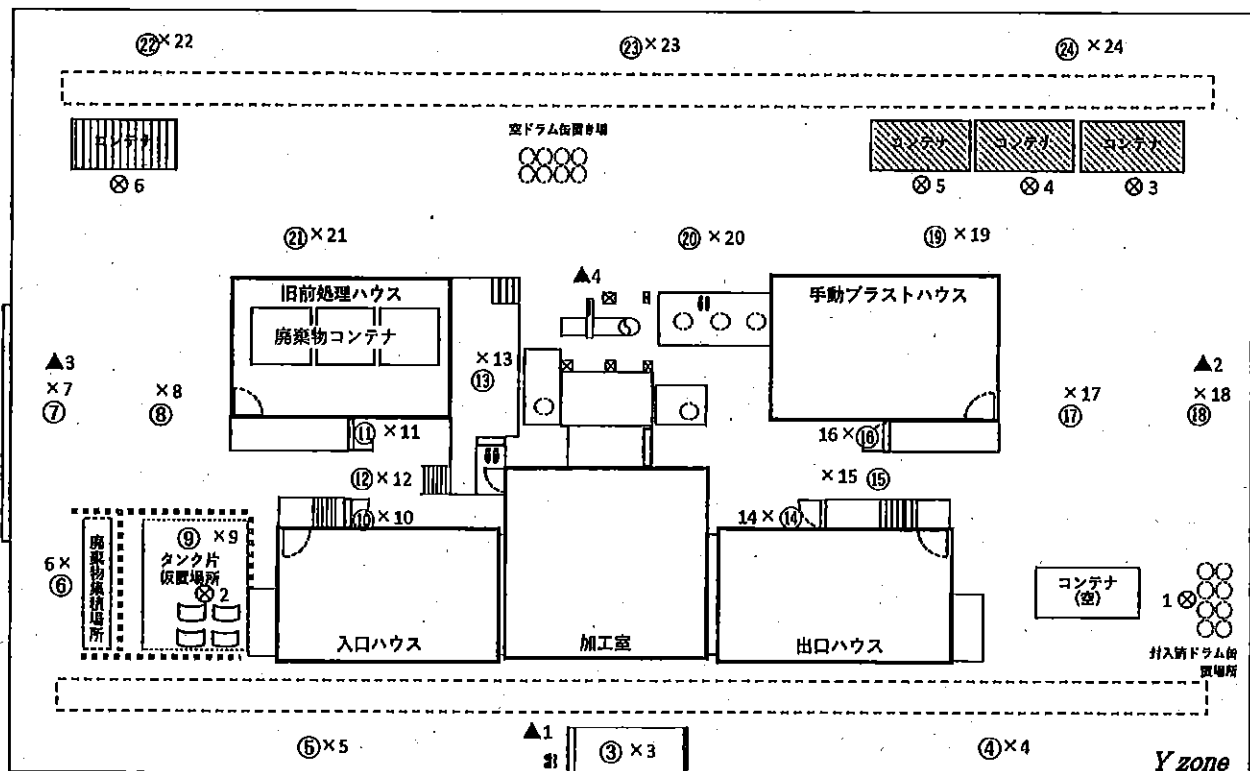 ㉒×22
㉓×23
㉔×24
コンテナ
空ドラム缶置き場
コンテナ
コンテナ
コンテナ
⊗6
⊗5
⊗4
⊗3
㉑×21
⑳×20
⑲×19
▲4
旧前処理ハウス
廃棄物コンテナ
手動ブラストハウス
▲3
×7
⑦
×8
⑧
×13
⑬
▲2
×18
⑱
×17
⑰
⑪×11
16×⑯
⑫×12
×15⑮
⑩×10
14×⑭
⑨×9
タンク片
仮置場所
⊗2
6×
⑥
廃棄物集積場所
入口ハウス
加工室
出口ハウス
コンテナ
(空)
1⊗
封入済ドラム缶
置場所
⑤×5
▲1
③×3
④×4
Y zone